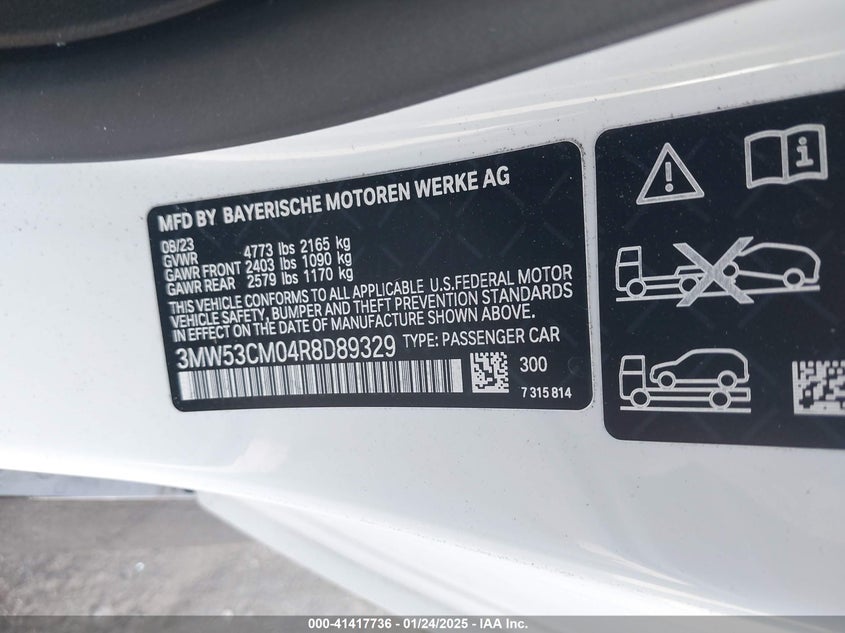 MFD BY BAYERISCHE MOTOREN WERKE AG
08/23
GVWR 4773 lbs 2165 kg
GAWR FRONT 2403 lbs 1090 kg
GAWR REAR 2579 lbs 1170 kg
THIS VEHICLE CONFORMS TO ALL APPLICABLE U.S.FEDERAL MOTOR
VEHICLE SAFETY, BUMPER AND THEFT PREVENTION STANDARDS
IN EFFECT ON THE DATE OF MANUFACTURE SHOWN ABOVE.
3MW53CM04R8D89329 TYPE: PASSENGER CAR
300
7 315 814
000-41417736 - 01/24/2025 - IAA Inc.